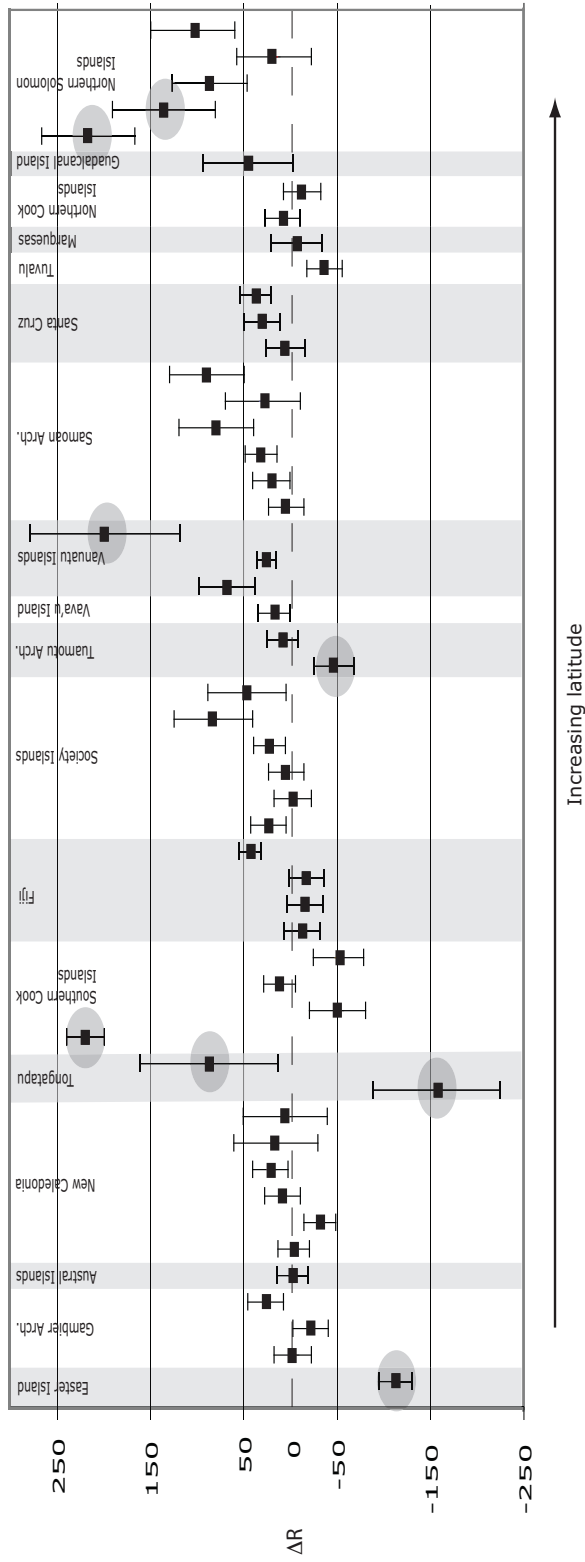 Northern Solomon
Islands
Guadalcanal Island
Northern Cook
Islands
Marquesas
Tuvalu
Santa Cruz
Samoan Arch.
Vanuatu Islands
Vava'u Island
Tuamotu Arch.
Society Islands
Fiji
Southern Cook
Islands
Tongatapu
New Caledonia
Austral Islands
Gambier Arch.
Easter Island
250
150
50
0
-50
-150
-250
ΔR
Increasing latitude